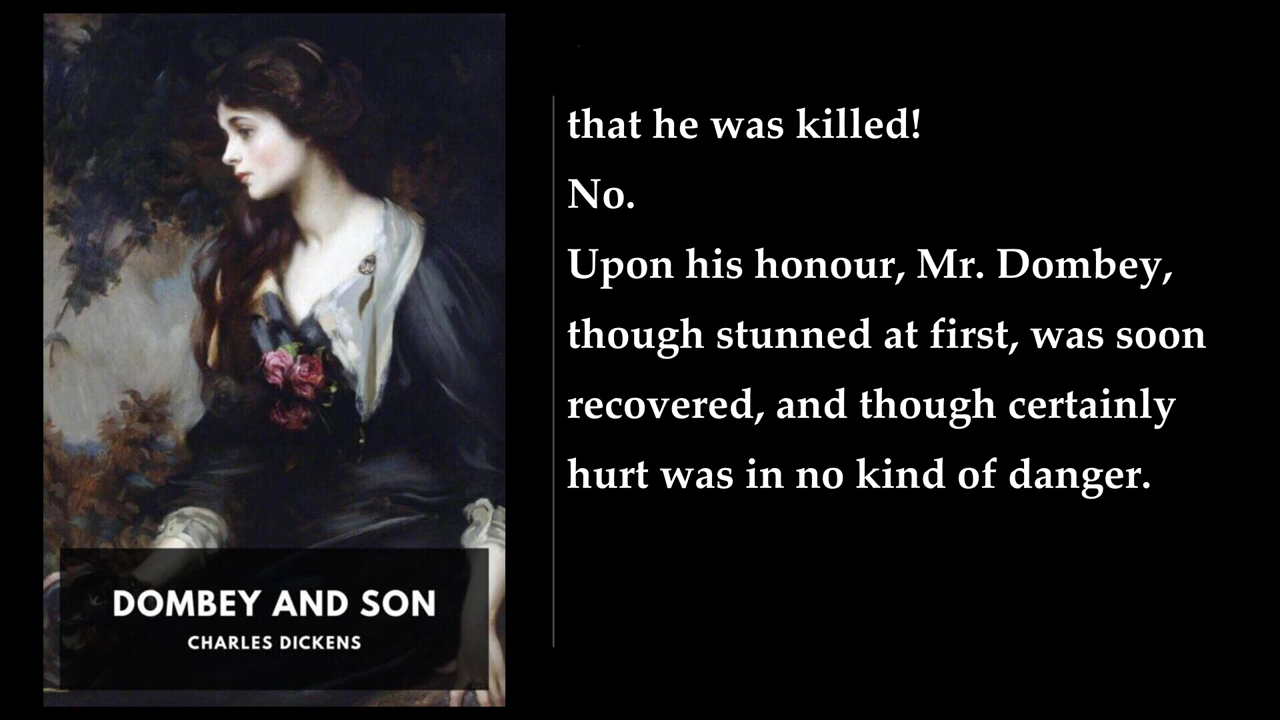 DOMBEY AND SON
CHARLES DICKENS
that he was killed!
No.
Upon his honour, Mr. Dombey,
though stunned at first, was soon
recovered, and though certainly
hurt was in no kind of danger.